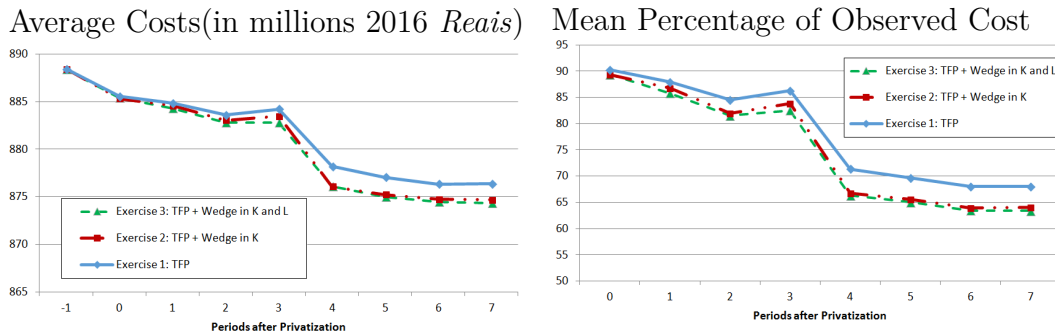 Average Costs(in millions 2016 Reais)
890
885
880
875
870
865
Exercise 3: TFP + Wedge in K and L
Exercise 2: TFP + Wedge in K
Exercise 1: TFP
-1 0 1 2 3 4 5 6 7
Periods after Privatization
Mean Percentage of Observed Cost
95
90
85
80
75
70
65
60
55
50
Exercise 3: TFP + Wedge in K and L
Exercise 2: TFP + Wedge in K
Exercise 1: TFP
0 1 2 3 4 5 6 7
Periods after Privatization